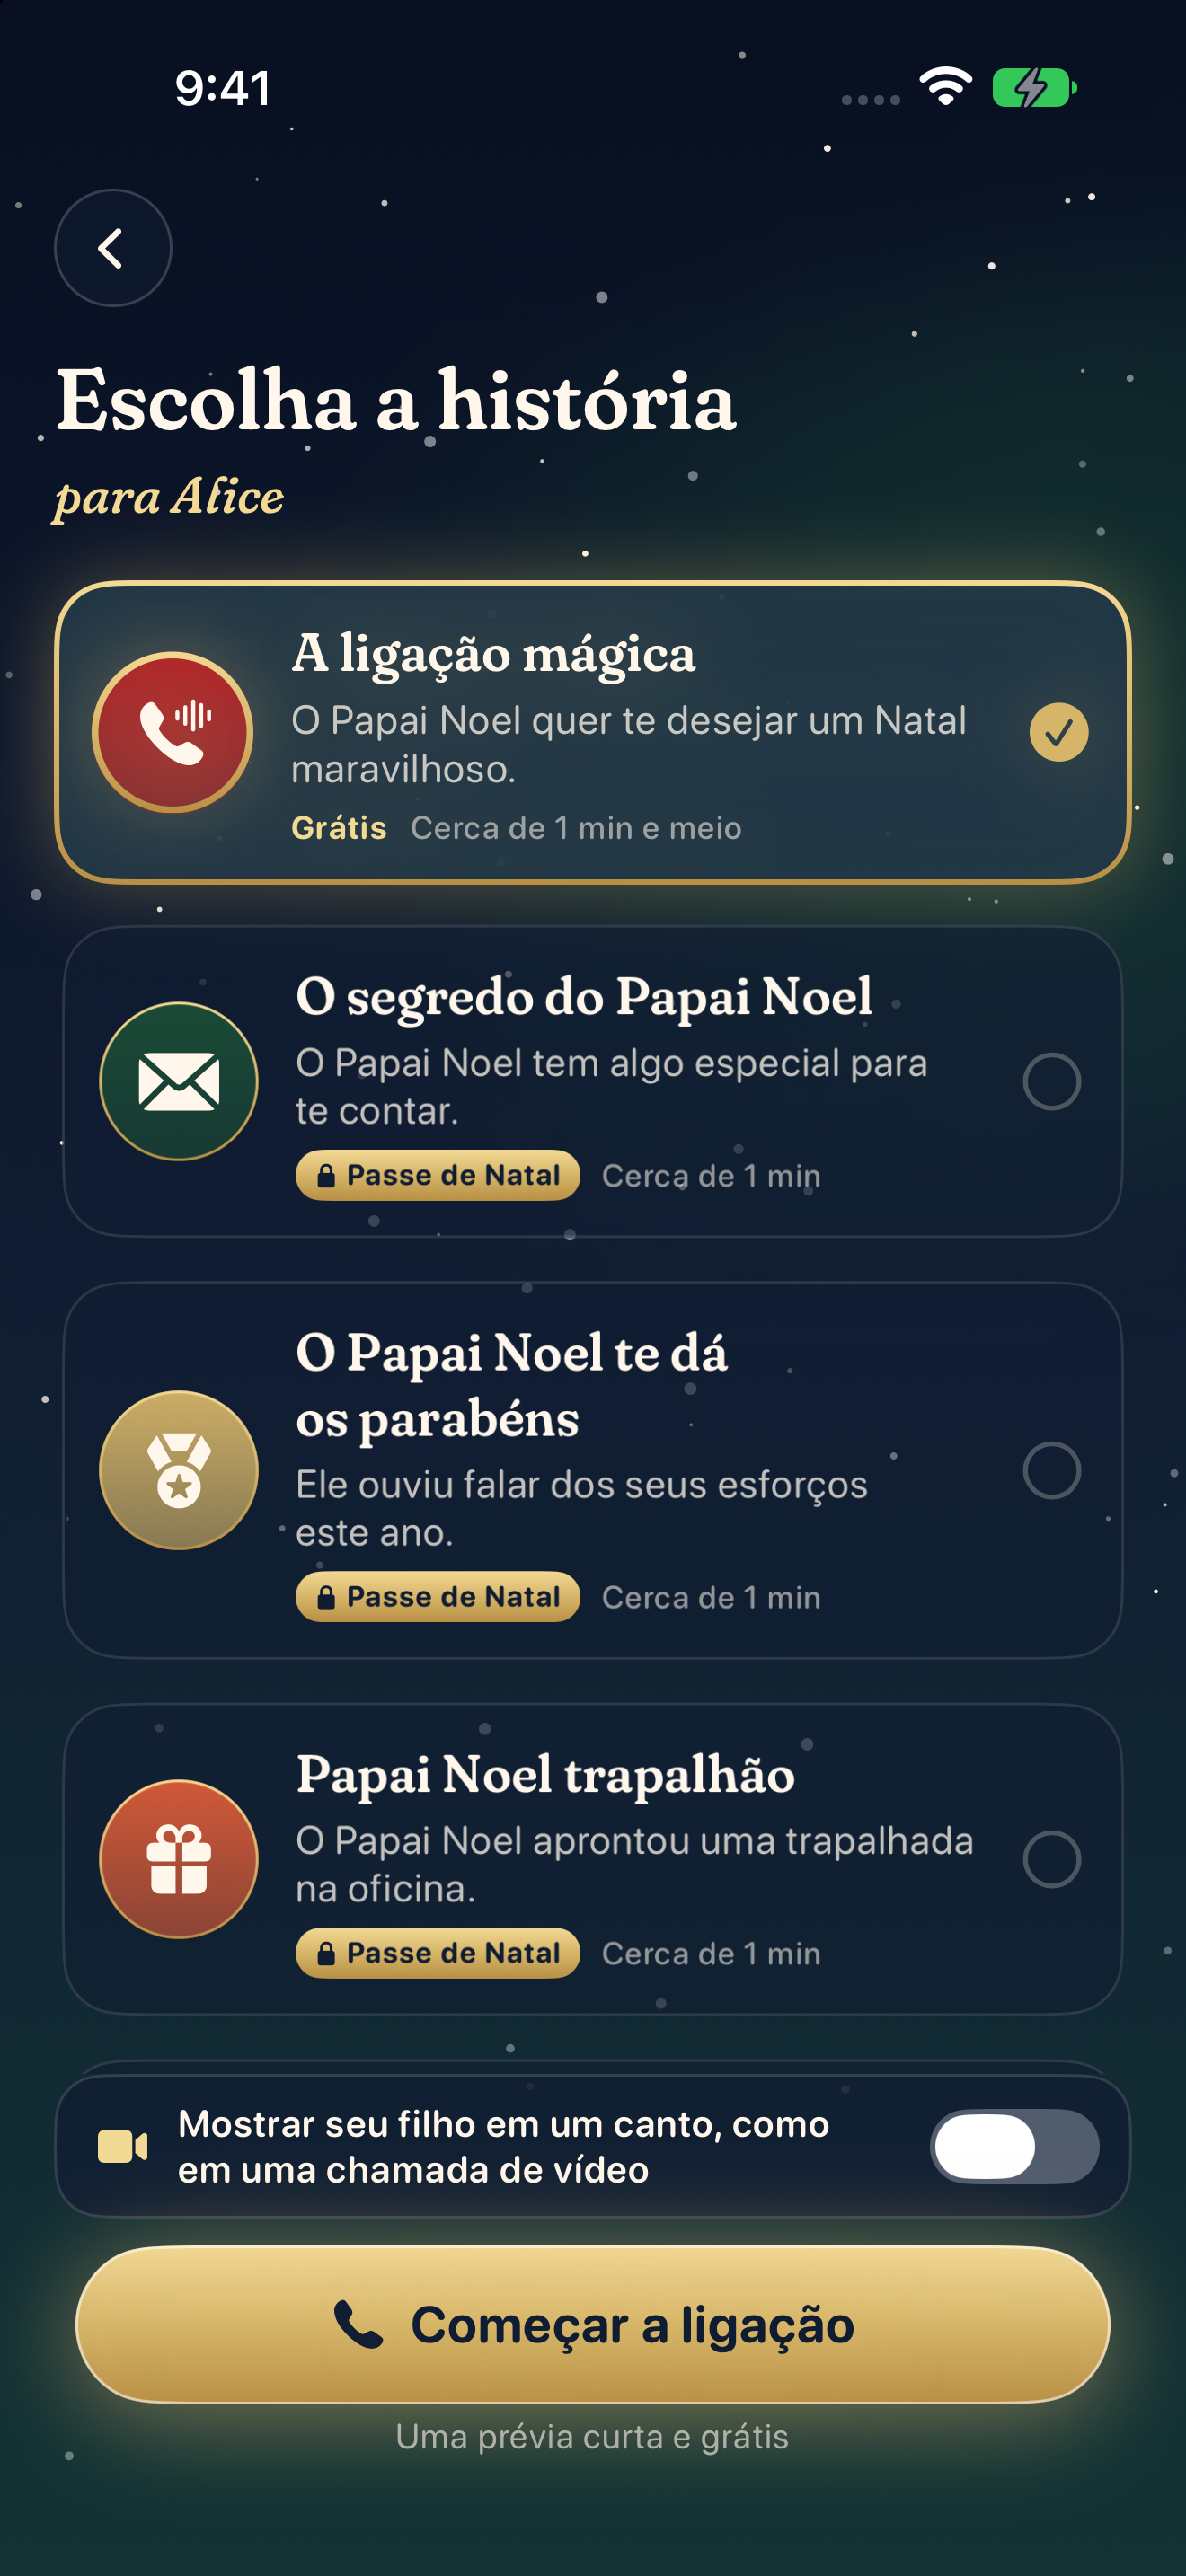 9:41
Escolha a história
para Alice
A ligação mágica
O Papai Noel quer te desejar um Natal
maravilhoso.
Grátis Cerca de 1 min e meio
O segredo do Papai Noel
O Papai Noel tem algo especial para
te contar.
Passe de Natal Cerca de 1 min
O Papai Noel te dá
os parabéns
Ele ouviu falar dos seus esforços
este ano.
Passe de Natal Cerca de 1 min
Papai Noel trapalhão
O Papai Noel aprontou uma trapalhada
na oficina.
Passe de Natal Cerca de 1 min
Mostrar seu filho em um canto, como
em uma chamada de vídeo
Começar a ligação
Uma prévia curta e grátis